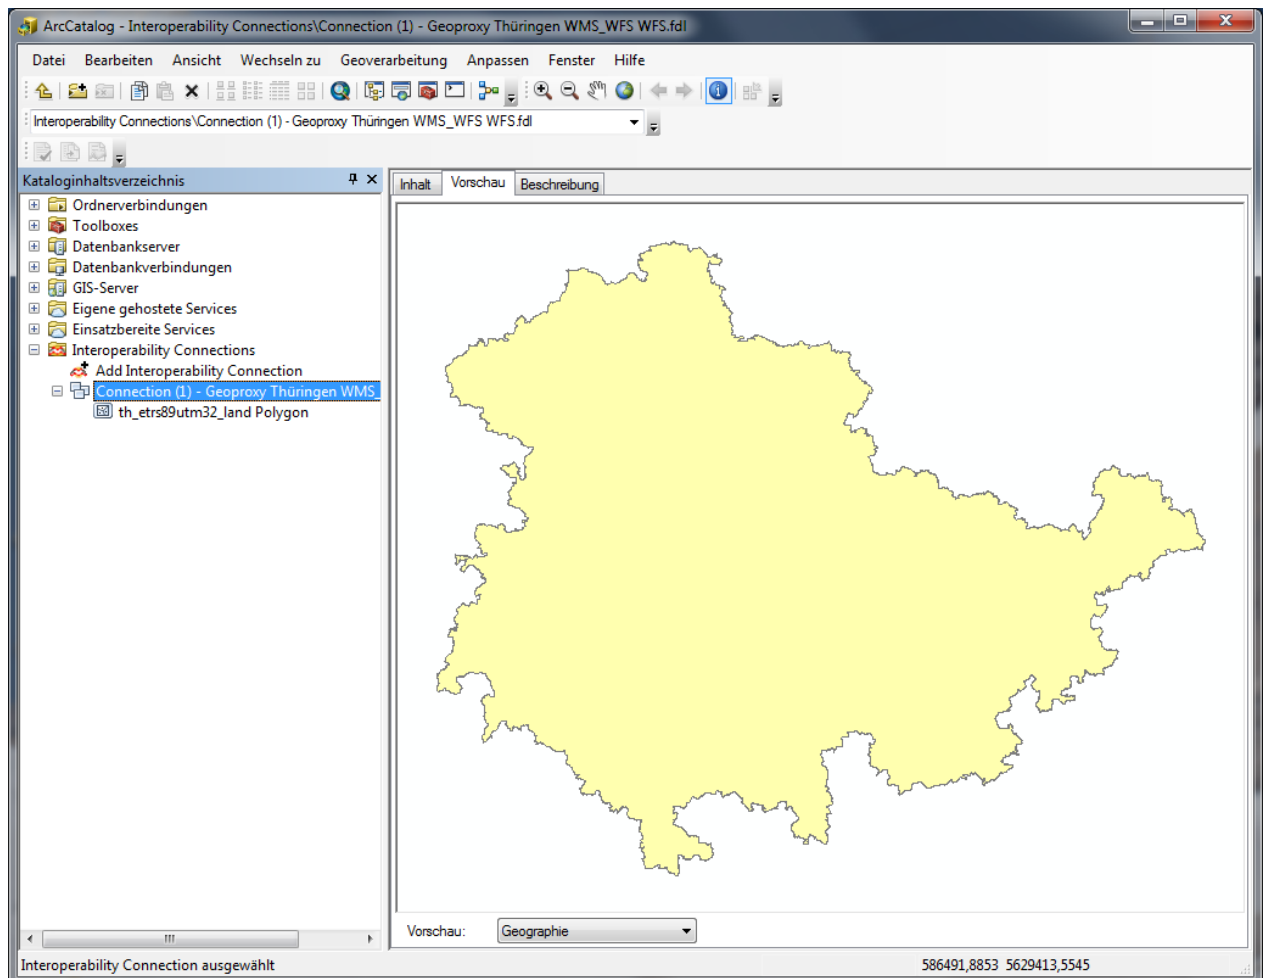 ArcCatalog - Interoperability Connections\Connection (1) - Geoproxy Thüringen WMS_WFS WFS.fdl
Datei Bearbeiten Ansicht Wechseln zu Geoverarbeitung Anpassen Fenster Hilfe
Interoperability Connections\Connection (1) - Geoproxy Thüringen WMS_WFS WFS.fdl
Kataloginhaltsverzeichnis
Inhalt Vorschau Beschreibung
Ordnerverbindungen
Toolboxes
Datenbankserver
Datenbankverbindungen
GIS-Server
Eigene gehostete Services
Einsatzbereite Services
Interoperability Connections
Add Interoperability Connection
Connection (1) - Geoproxy Thüringen WMS_
th_etrs89utm32_land Polygon
Vorschau: Geographie
Interoperability Connection ausgewählt 586491,8853 5629413,5545